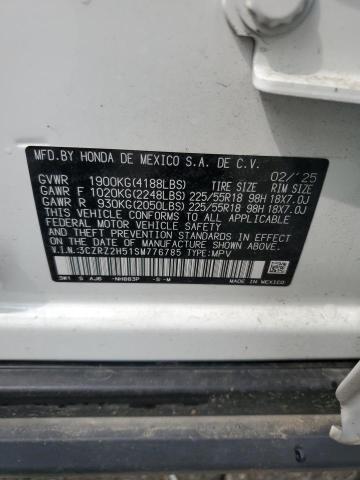 MFD.BY HONDA DE MEXICO S.A. DE C.V. 02/'25
GVWR 1900KG(4188LBS) TIRE SIZE RIM SIZE
GAWR F 1020KG(2248LBS) 225/55R18 98H 18X7.0J
GAWR R 930KG(2050LBS) 225/55R18 98H 18X7.0J
THIS VEHICLE CONFORMS TO ALL APPLICABLE
FEDERAL MOTOR VEHICLE SAFETY
AND THEFT PREVENTION STANDARDS IN EFFECT ON
THE DATE OF MANUFACTURE SHOWN ABOVE.
V.I.N.:3CZRZ2H51SM776785 TYPE:MPV
3W1 S AJ6 -NH883P -S-M
MADE IN MEXICO